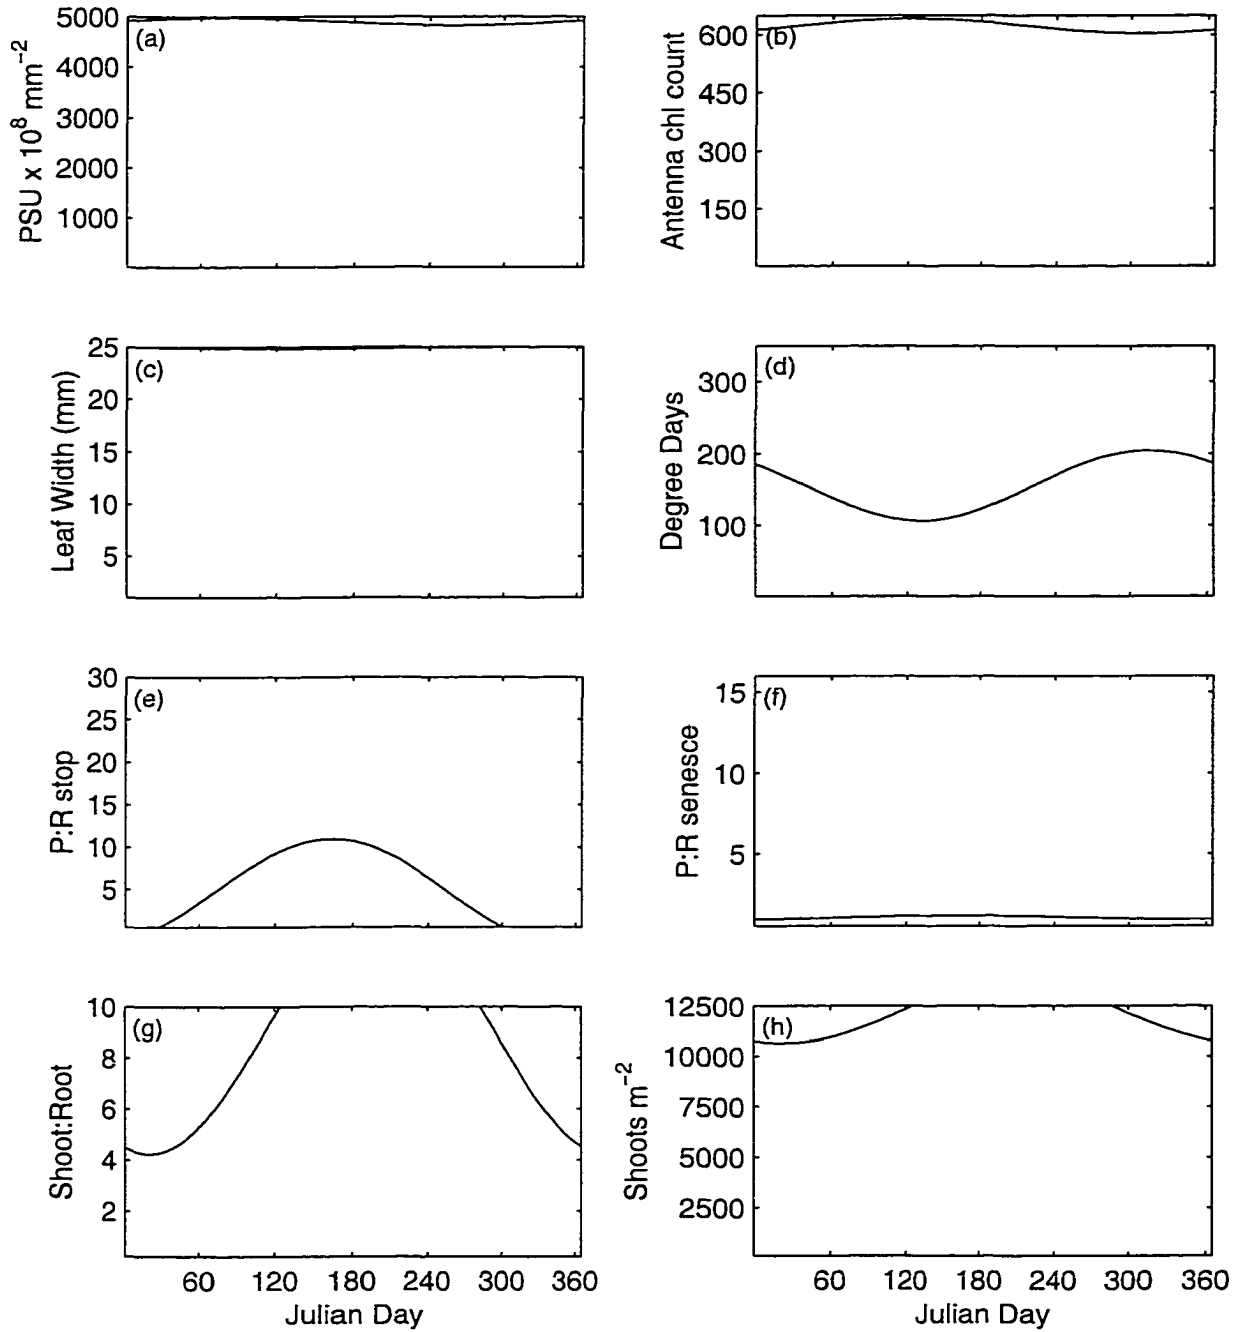 (a)
5000
4000
3000
2000
1000
PSU x 10⁸ mm⁻²
(b)
600
450
300
150
Antenna chl count
(c)
25
20
15
10
5
Leaf Width (mm)
(d)
300
200
100
Degree Days
(e)
30
25
20
15
10
5
P:R stop
(f)
15
10
5
P:R senesce
(g)
10
8
6
4
2
Shoot:Root
60 120 180 240 300 360
Julian Day
(h)
12500
10000
7500
5000
2500
Shoots m⁻²
60 120 180 240 300 360
Julian Day